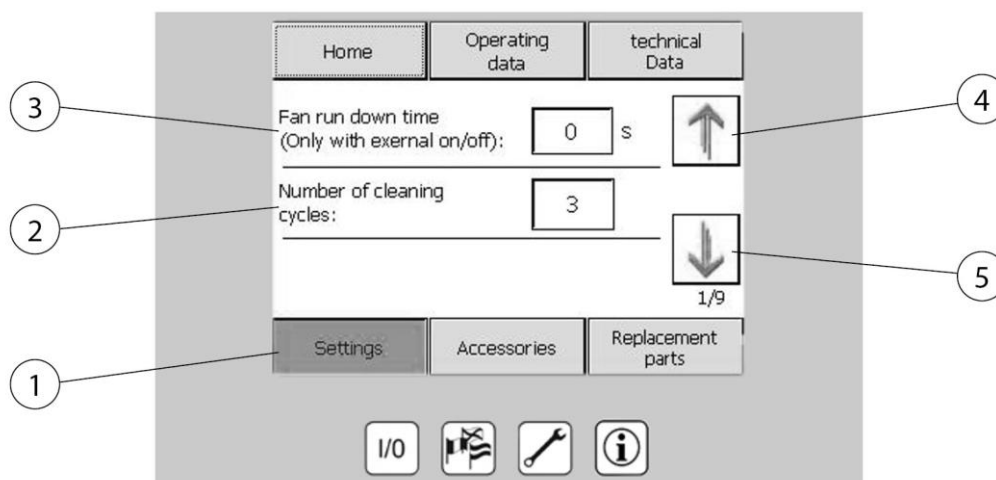 Home
Operating
data
technical
Data
3
Fan run down time
(Only with exernal on/off):
0
s
4
2
Number of cleaning
cycles:
3
5
1/9
1
Settings
Accessories
Replacement
parts
I/0
i